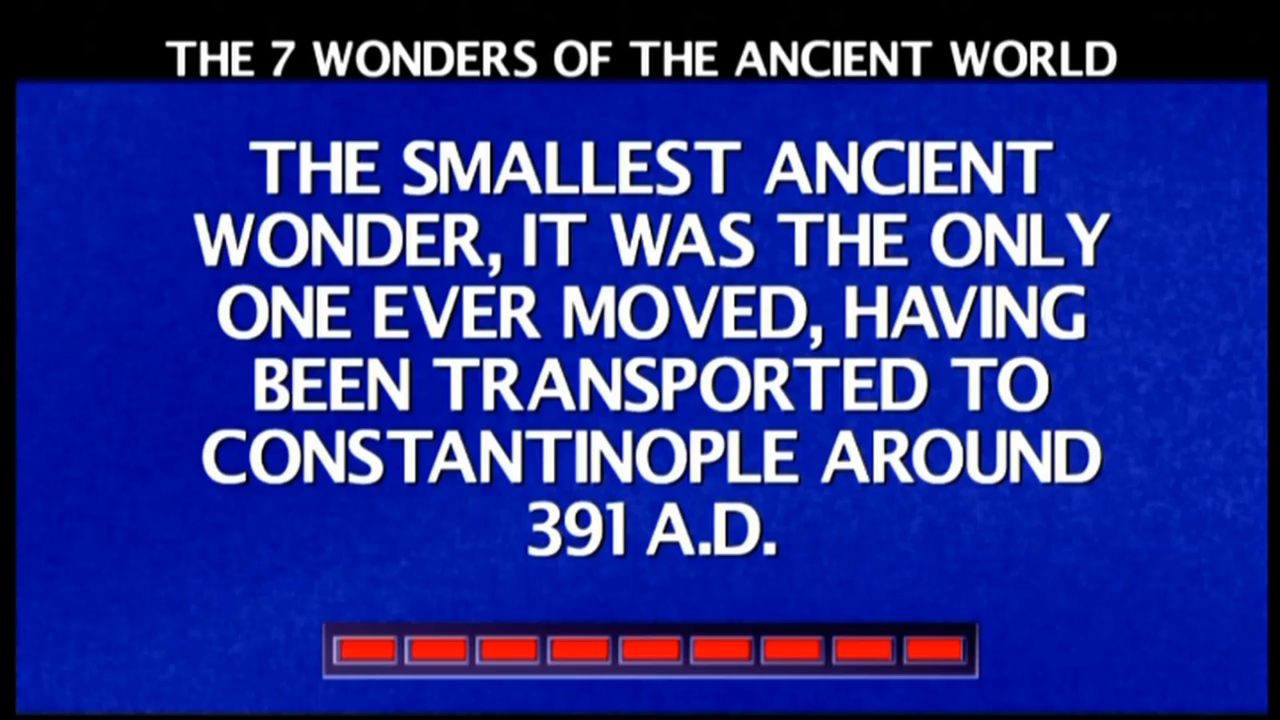 THE 7 WONDERS OF THE ANCIENT WORLD
THE SMALLEST ANCIENT
WONDER, IT WAS THE ONLY
ONE EVER MOVED, HAVING
BEEN TRANSPORTED TO
CONSTANTINOPLE AROUND
391 A.D.